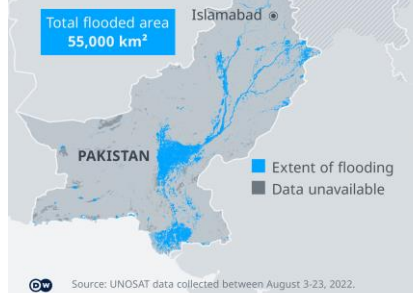 Total flooded area
55,000 km²
Islamabad
PAKISTAN
Extent of flooding
Data unavailable
DW
Source: UNOSAT data collected between August 3-23, 2022.